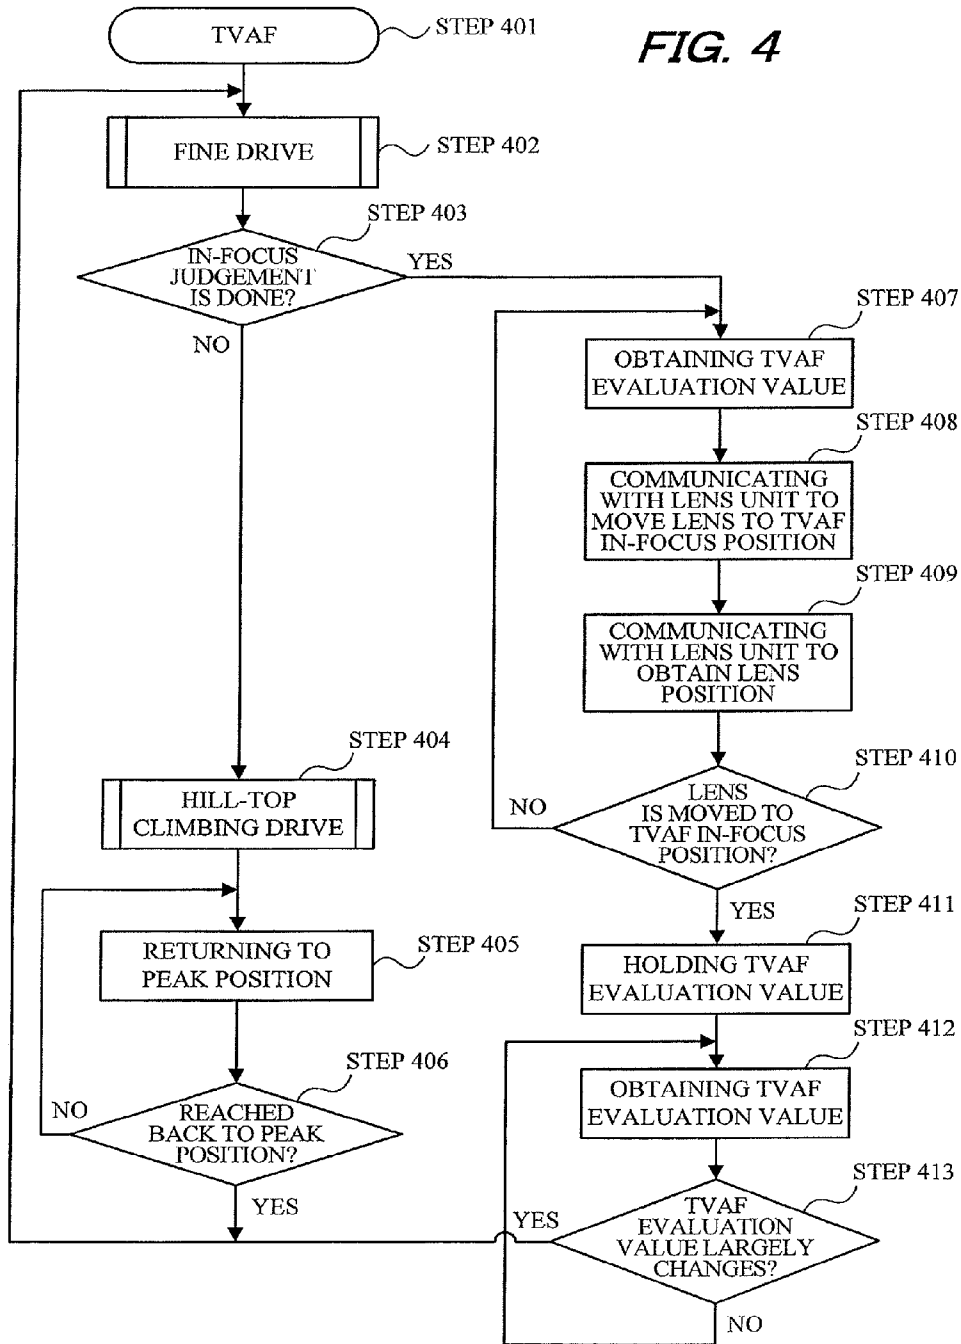 FIG. 4
TVAF
STEP 401
FINE DRIVE
STEP 402
STEP 403
IN-FOCUS
JUDGEMENT
IS DONE?
YES
NO
STEP 404
HILL-TOP
CLIMBING DRIVE
RETURNING TO
PEAK POSITION
STEP 405
STEP 406
REACHED
BACK TO PEAK
POSITION?
NO
YES
STEP 407
OBTAINING TVAF
EVALUATION VALUE
STEP 408
COMMUNICATING
WITH LENS UNIT TO
MOVE LENS TO TVAF
IN-FOCUS POSITION
STEP 409
COMMUNICATING
WITH LENS UNIT TO
OBTAIN LENS
POSITION
STEP 410
LENS
IS MOVED TO
TVAF IN-FOCUS
POSITION?
NO
YES
STEP 411
HOLDING TVAF
EVALUATION VALUE
STEP 412
OBTAINING TVAF
EVALUATION VALUE
STEP 413
TVAF
EVALUATION
VALUE LARGELY
CHANGES?
YES
NO